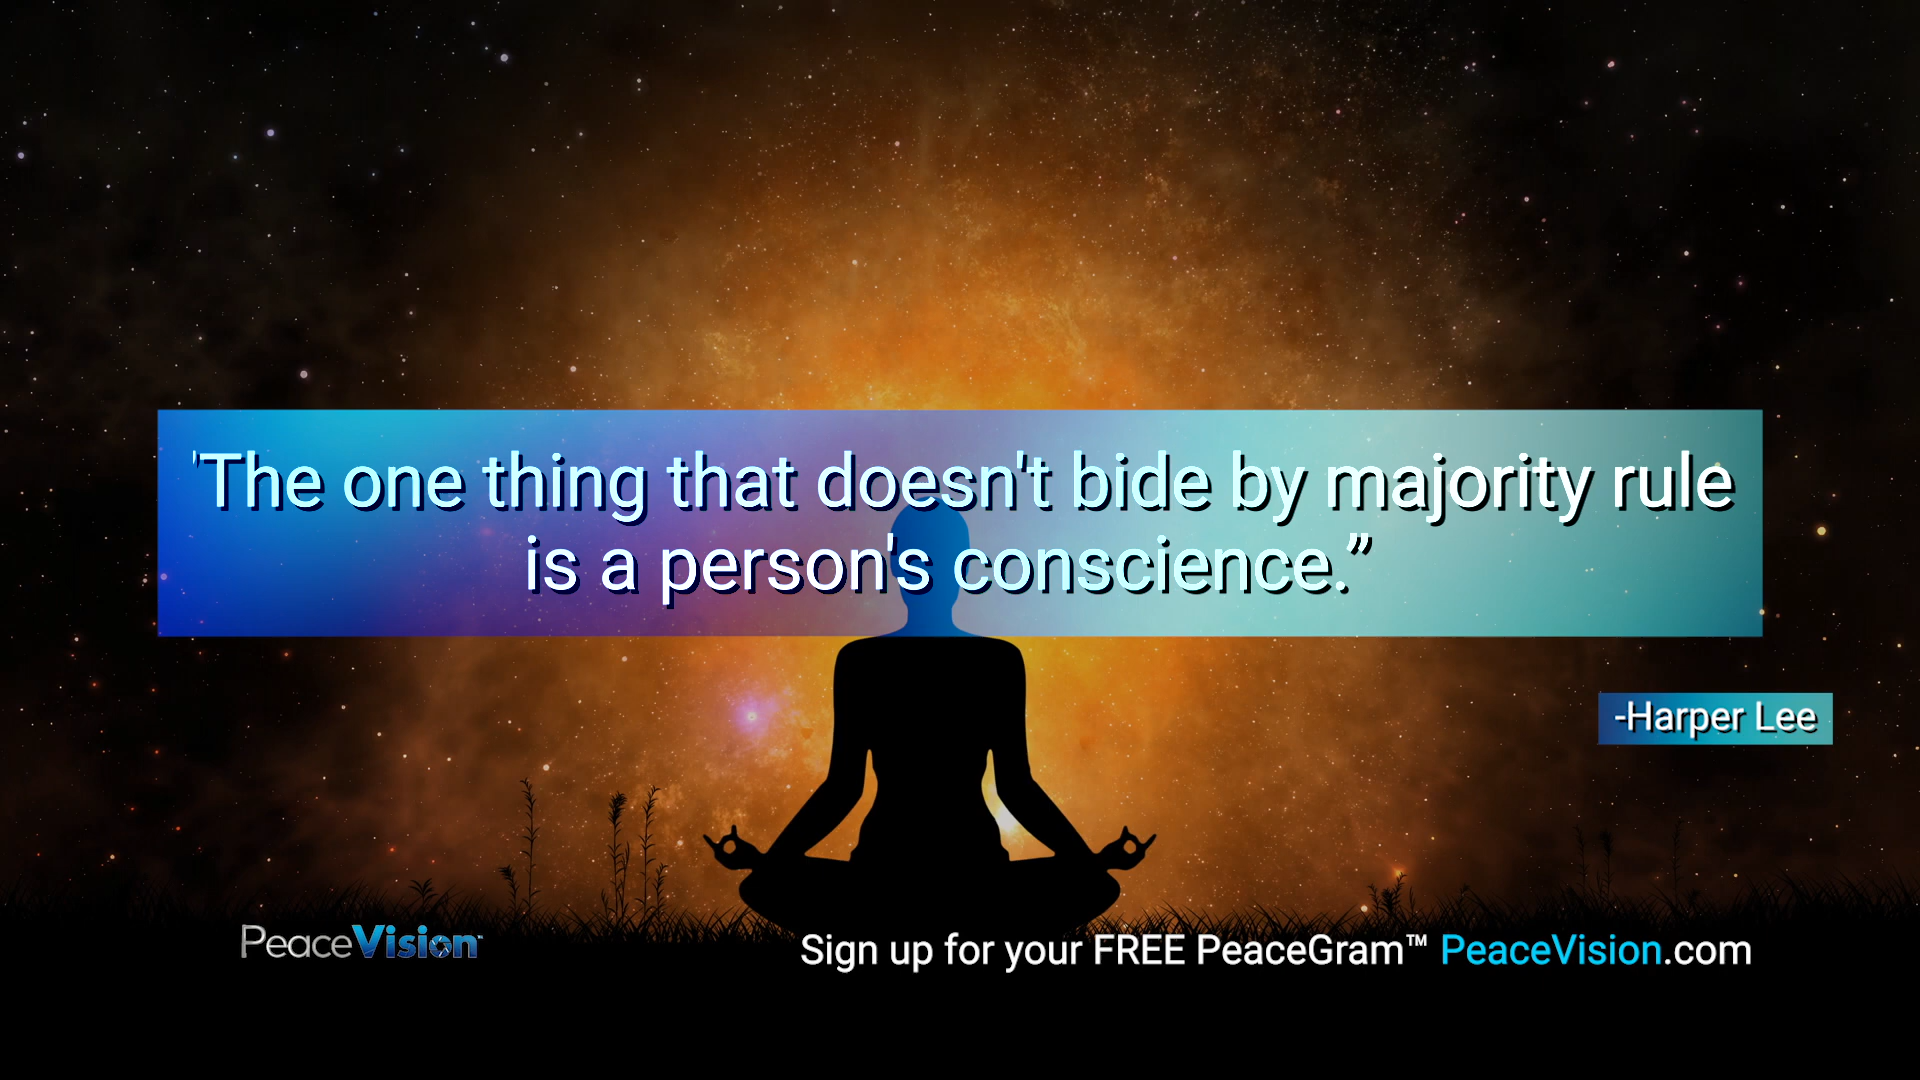 'The one thing that doesn't bide by majority rule
is a person's conscience.”
-Harper Lee
PeaceVision™
Sign up for your FREE PeaceGram™ PeaceVision.com